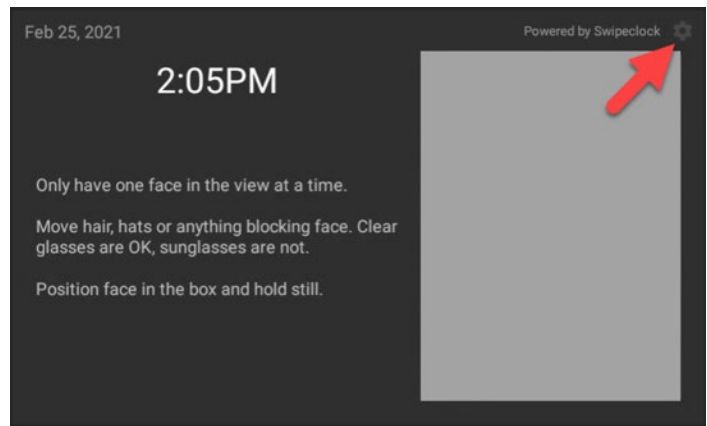 Feb 25, 2021
Powered by Swipeclock
2:05PM
Only have one face in the view at a time.
Move hair, hats or anything blocking face. Clear
glasses are OK, sunglasses are not.
Position face in the box and hold still.